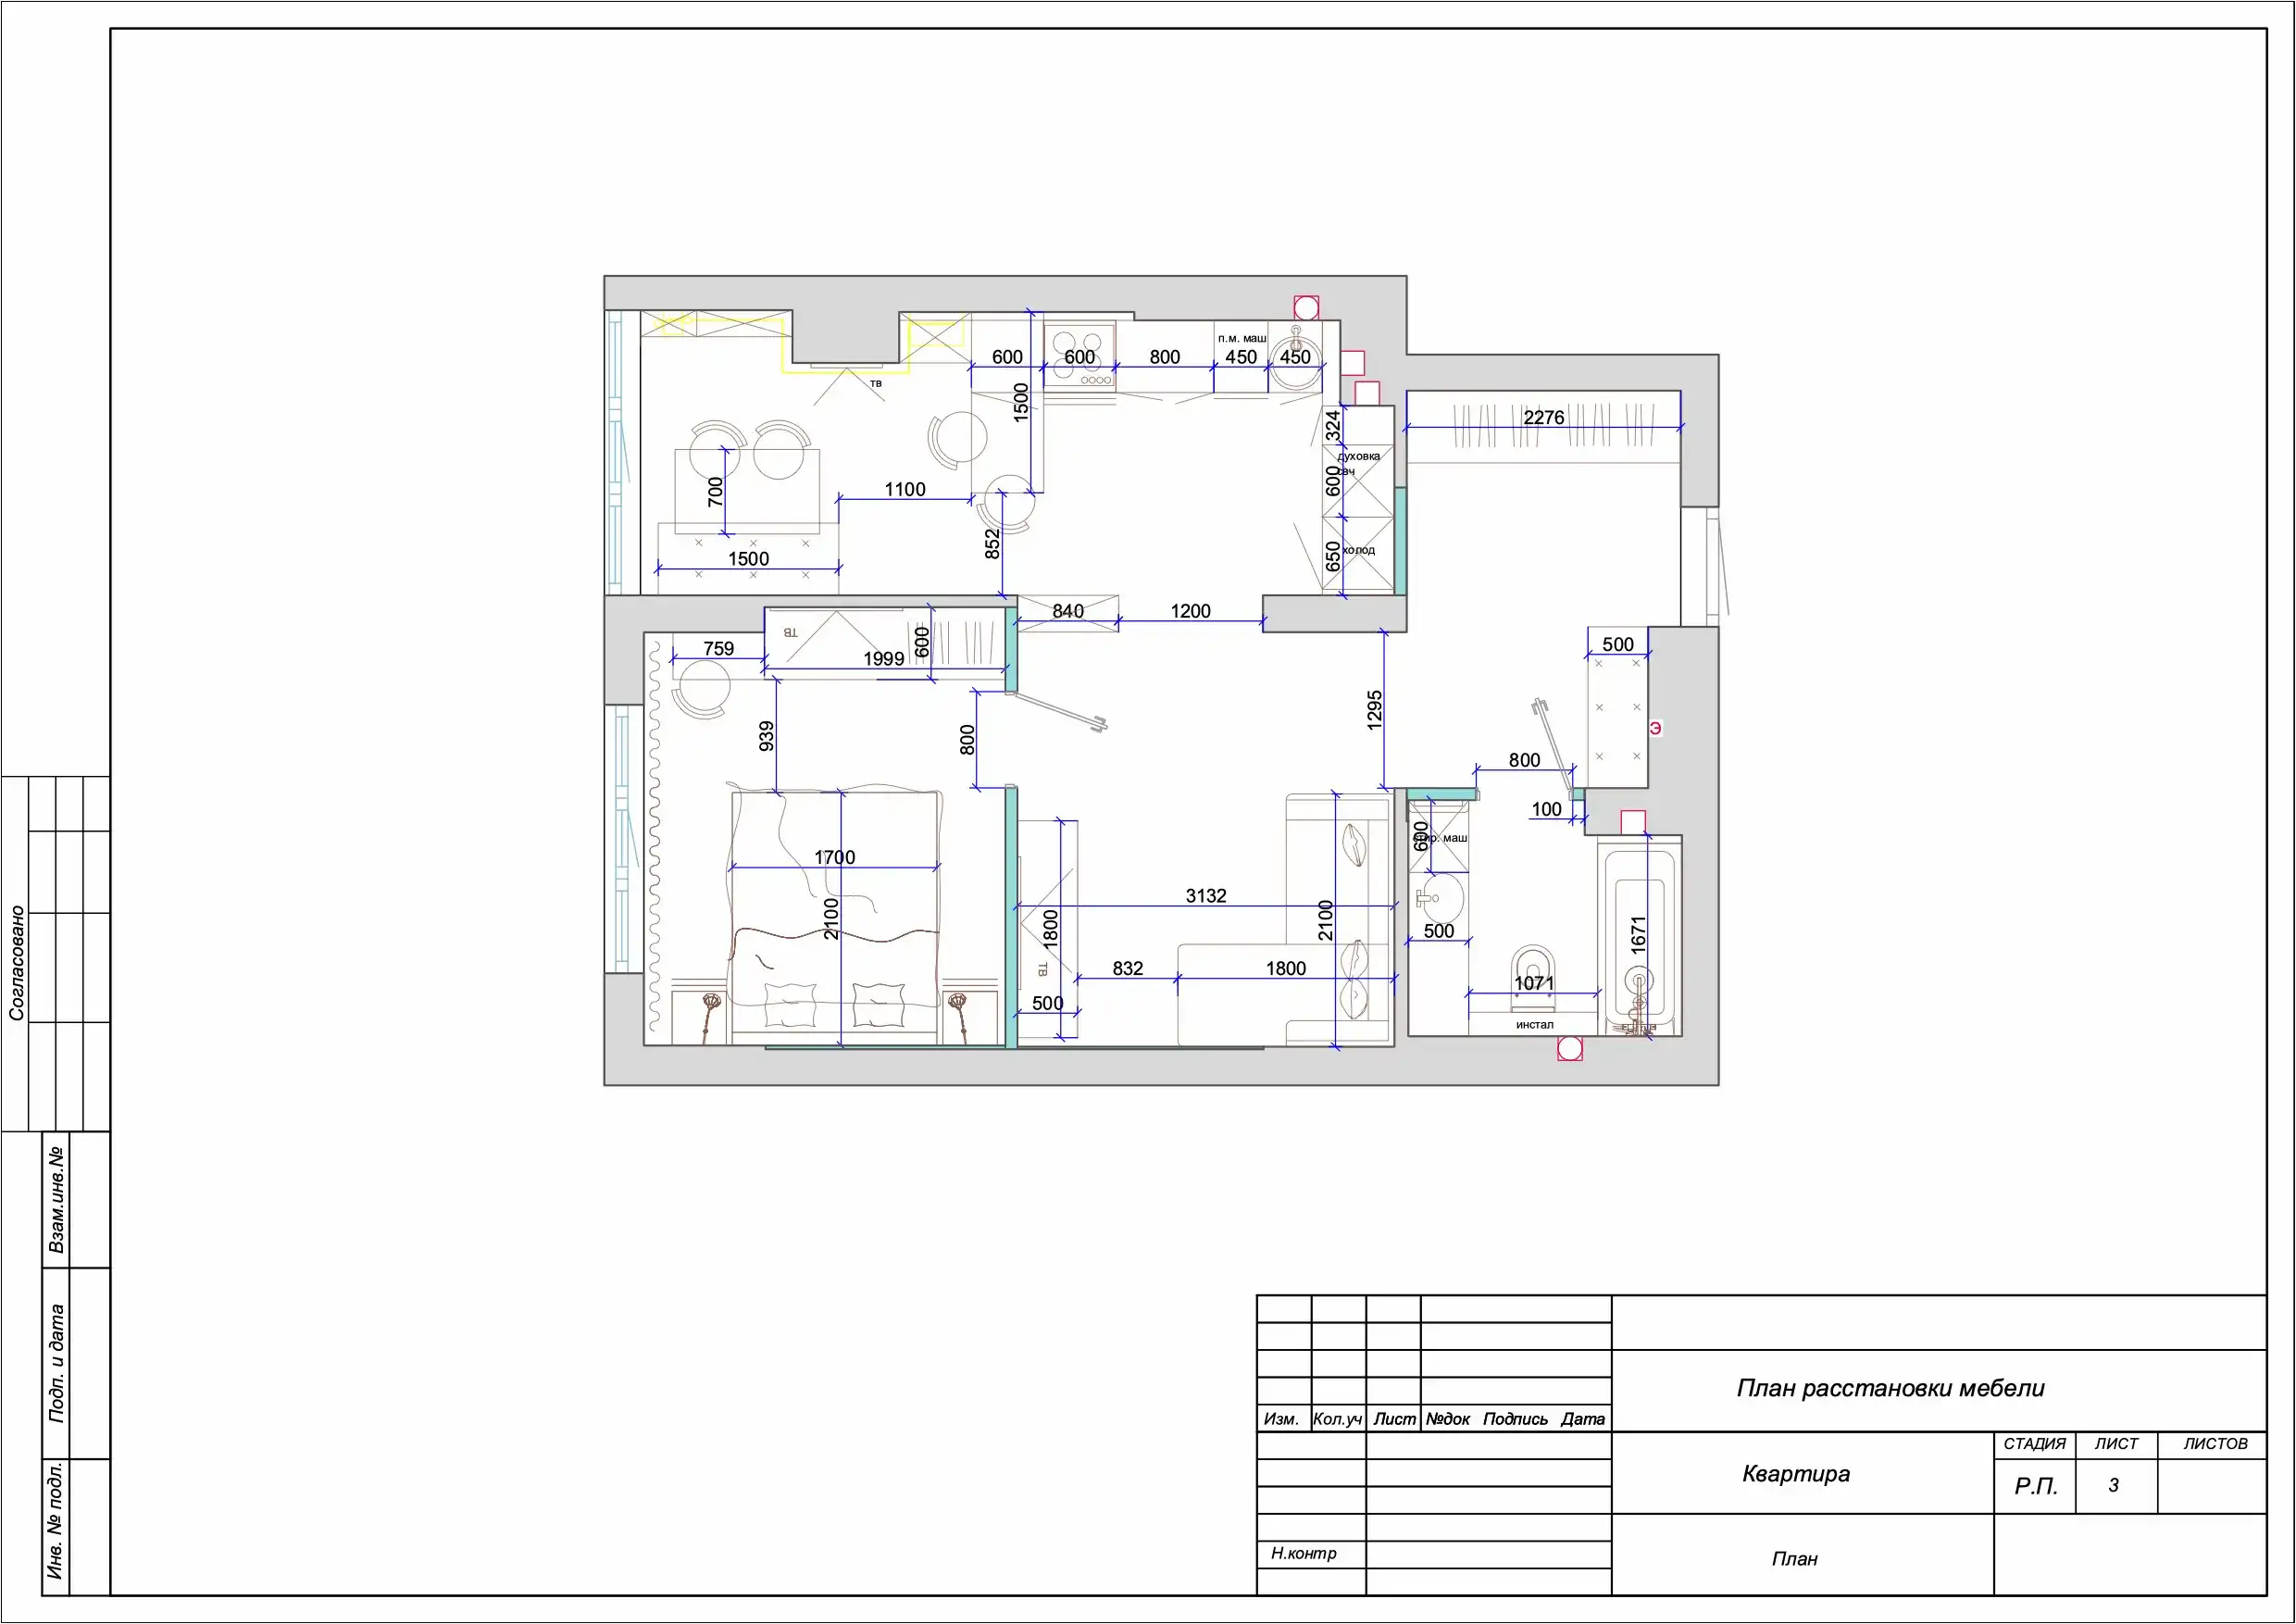 600
600
800
п.м. маш
450
450
тв
1500
324
2276
духовка
свч
600
700
1100
852
650
холод
1500
840
1200
500
759
ТВ
1999
600
939
800
1295
Э
800
100
600
стир. маш
1700
2100
3132
1800
2100
500
1671
ТВ
832
1800
500
1071
инстал
Согласовано
Взам.инв.№
Подп. и дата
Инв. № подл.
План расстановки мебели
Изм. Кол.уч Лист №док Подпись Дата
Квартира
СТАДИЯ ЛИСТ ЛИСТОВ
Р.П. 3
Н.контр
План